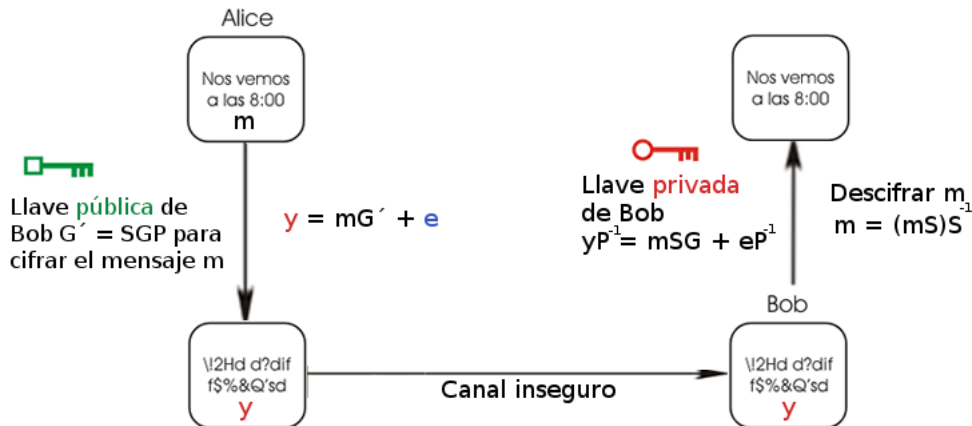 Alice
Nos vemos
a las 8:00
m
Llave pública de
Bob G´ = SGP para
cifrar el mensaje m
y = mG´ + e
\!2Hd d?dif
f$%&Q'sd
y
Canal inseguro
Nos vemos
a las 8:00
Llave privada
de Bob
yP⁻¹= mSG + eP⁻¹
Descifrar m
m = (mS)S⁻¹
Bob
\!2Hd d?dif
f$%&Q'sd
y